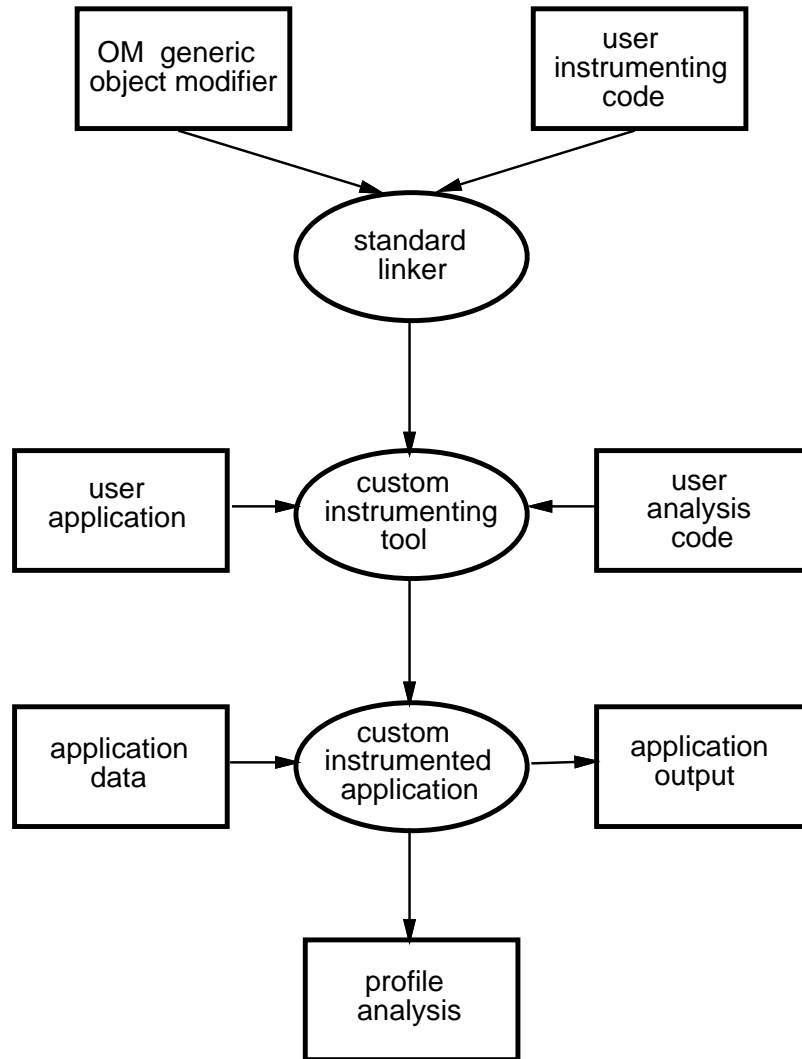 OM generic
object modifier
user
instrumenting
code
standard
linker
user
application
custom
instrumenting
tool
user
analysis
code
application
data
custom
instrumented
application
application
output
profile
analysis